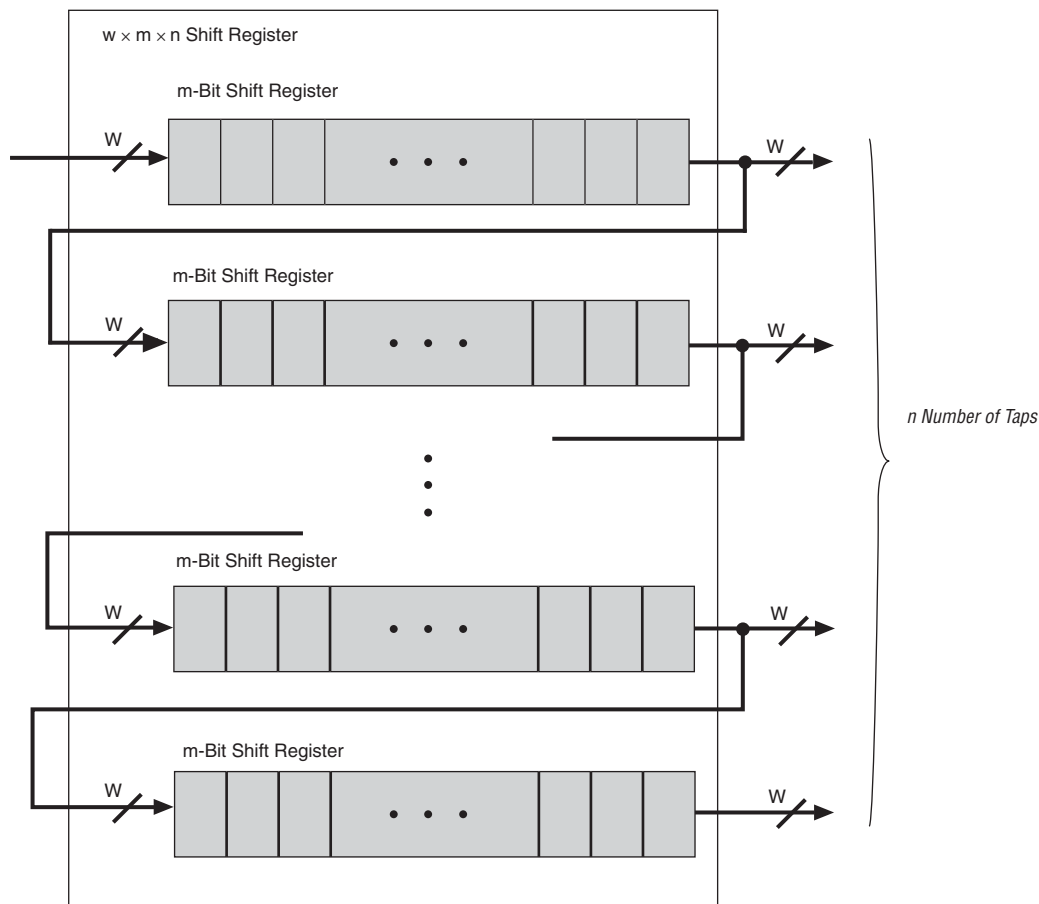 w × m × n Shift Register
m-Bit Shift Register
W
W
m-Bit Shift Register
W
W
n Number of Taps
m-Bit Shift Register
W
W
m-Bit Shift Register
W
W